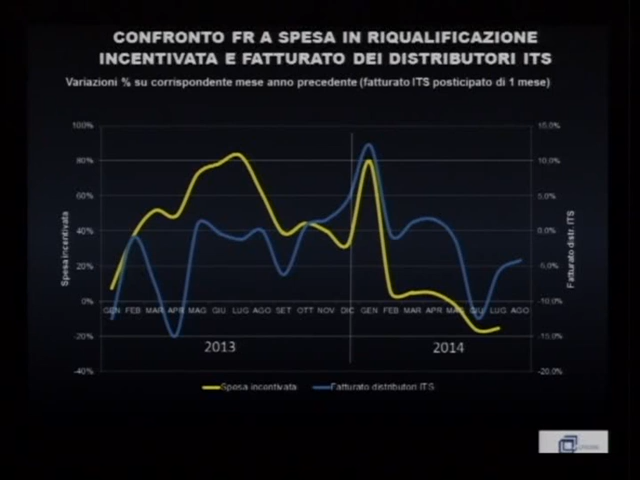 CONFRONTO FR A SPESA IN RIQUALIFICAZIONE
INCENTIVATA E FATTURATO DEI DISTRIBUTORI ITS
Variazioni % su corrispondente mese anno precedente (fatturato ITS posticipato di 1 mese)
100% 15,0%
80% 10,0%
60% 5,0%
40% 0,0%
20% -5,0%
0% -10,0%
-20% -15,0%
-40% -20,0%
Spesa incentivata
Fatturato distr. ITS
GEN FEB MAR APR MAG GIU LUG AGO SET OTT NOV DIC GEN FEB MAR APR MAG GIU LUG AGO
2013 2014
Spesa incentivata Fatturato distributori ITS